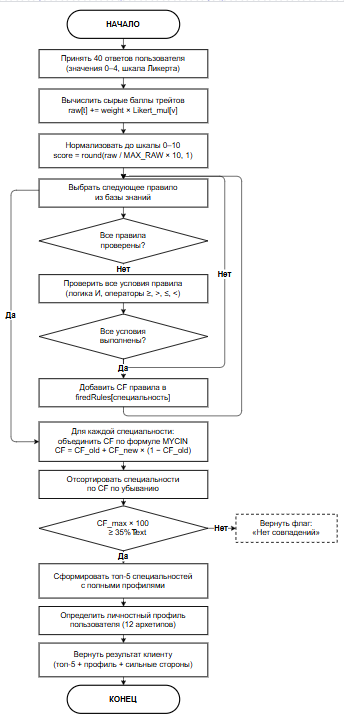 НАЧАЛО
Принять 40 ответов пользователя
(значения 0–4, шкала Ликерта)
Вычислить сырые баллы трейтов
raw[t] += weight × Likert_mul[v]
Нормализовать до шкалы 0–10
score = round(raw / MAX_RAW × 10, 1)
Выбрать следующее правило
из базы знаний
Все правила
проверены?
Нет
Да
Проверить все условия правила
(логика И, операторы ≥, >, ≤, <)
Нет
Все условия
выполнены?
Да
Добавить CF правила в
firedRules[специальность]
Для каждой специальности:
объединить CF по формуле MYCIN
CF = CF_old + CF_new × (1 − CF_old)
Отсортировать специальности
по CF по убыванию
CF_max × 100
≥ 35% Text
Нет
Вернуть флаг:
«Нет совпадений»
Да
Сформировать топ-5 специальностей
с полными профилями
Определить личностный профиль
пользователя (12 архетипов)
Вернуть результат клиенту
(топ-5 + профиль + сильные стороны)
КОНЕЦ